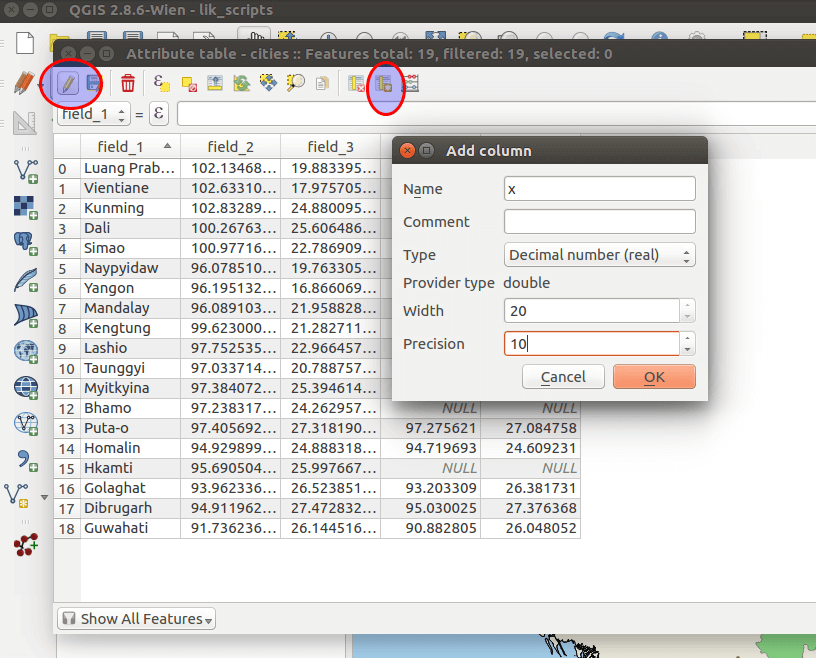 QGIS 2.8.6-Wien - lik_scripts
Attribute table - cities :: Features total: 19, filtered: 19, selected: 0
field_1 = ε
field_1 field_2 field_3
0 Luang Prab... 102.13468... 19.883395...
1 Vientiane 102.63310... 17.975705...
2 Kunming 102.83289... 24.880095...
3 Dali 100.26763... 25.606486...
4 Simao 100.97716... 22.786909...
5 Naypyidaw 96.078510... 19.763305...
6 Yangon 96.195132... 16.866069...
7 Mandalay 96.089103... 21.958828...
8 Kengtung 99.623000... 21.282711...
9 Lashio 97.752535... 22.966457...
10 Taunggyi 97.033714... 20.788757...
11 Myitkyina 97.384072... 25.394614...
12 Bhamo 97.238317... 24.262957... NULL NULL
13 Puta-o 97.405692... 27.318190... 97.275621 27.084758
14 Homalin 94.929899... 24.888318... 94.719693 24.609231
15 Hkamti 95.690504... 25.997667... NULL NULL
16 Golaghat 93.962336... 26.523851... 93.203309 26.381731
17 Dibrugarh 94.911962... 27.472832... 95.030025 27.376368
18 Guwahati 91.736236... 26.144516... 90.882805 26.048052
Add column
Name x
Comment
Type Decimal number (real)
Provider type double
Width 20
Precision 10
Cancel OK
Show All Features